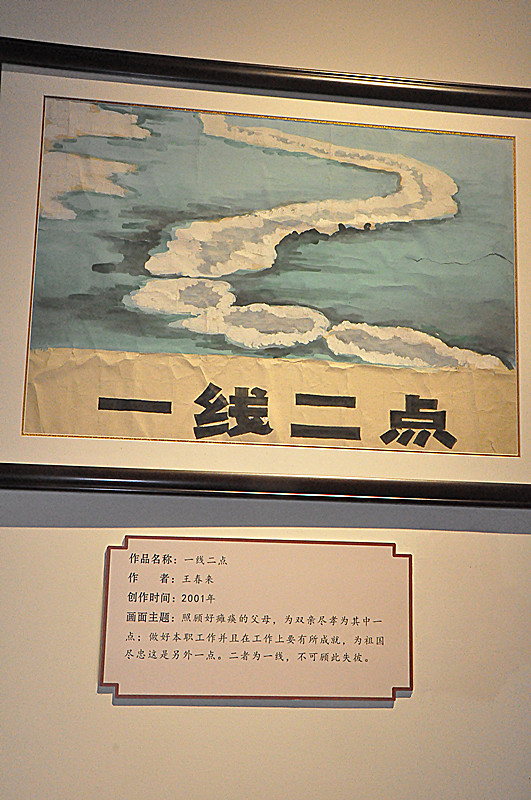 一线二点
作品名称：一线二点
作　　者：王春来
创作时间：2001年
画面主题：照顾好瘫痪的父母，为双亲尽孝为其中一
点；做好本职工作并且在工作上要有所成就，为祖国
尽忠这是另外一点。二者为一线，不可顾此失彼。